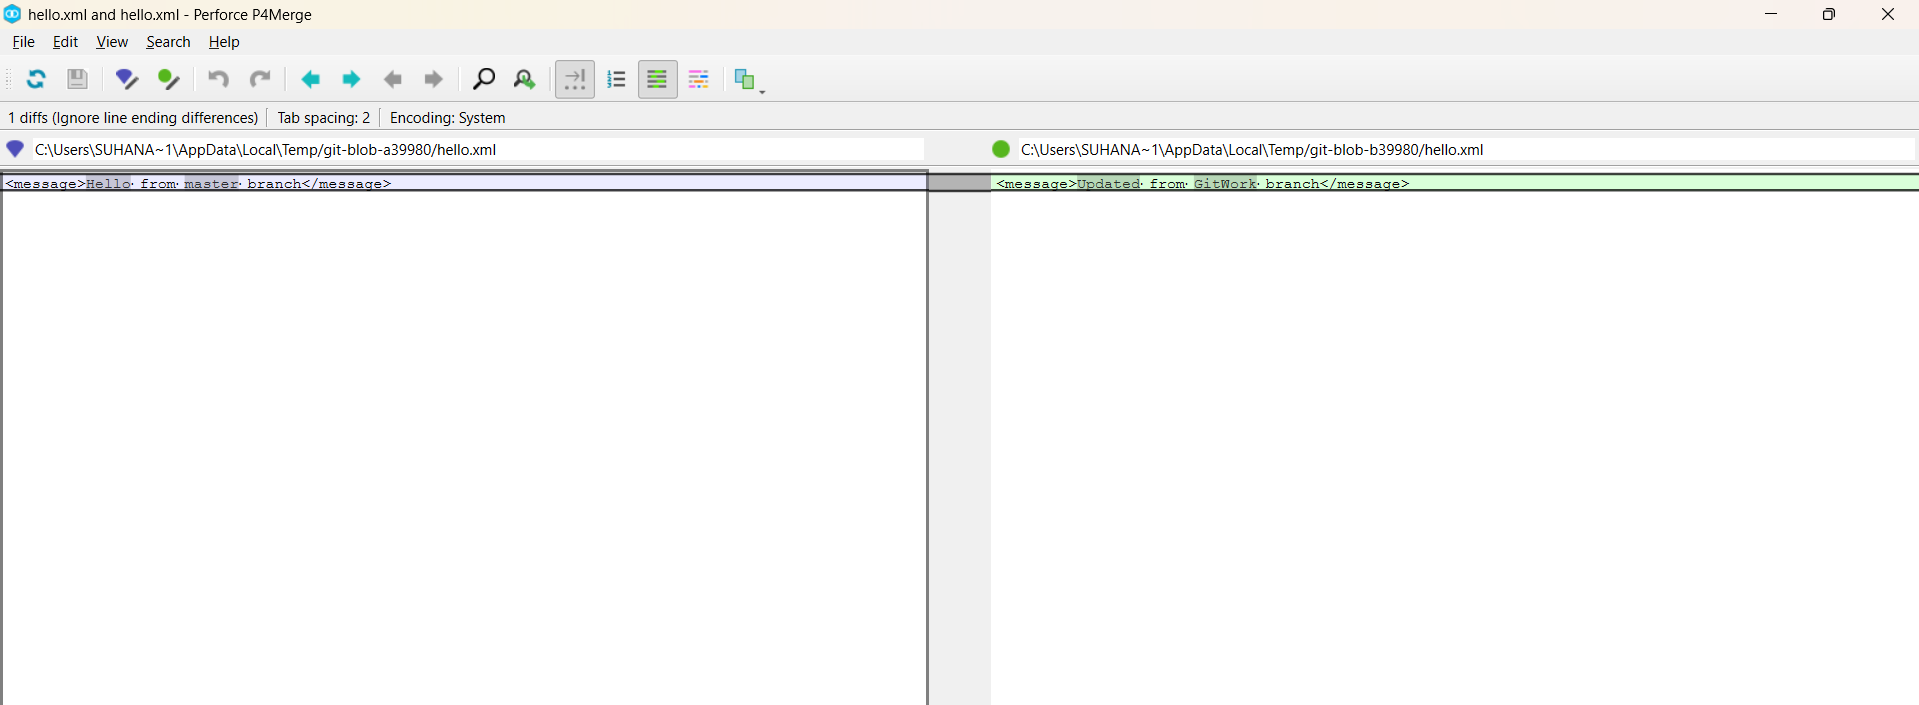 hello.xml and hello.xml - Perforce P4Merge
File Edit View Search Help
1 diffs (Ignore line ending differences) Tab spacing: 2 Encoding: System
C:\Users\SUHANA~1\AppData\Local\Temp/git-blob-a39980/hello.xml
C:\Users\SUHANA~1\AppData\Local\Temp/git-blob-b39980/hello.xml
<message>Hello· from· master· branch</message>
<message>Updated· from· GitWork· branch</message>